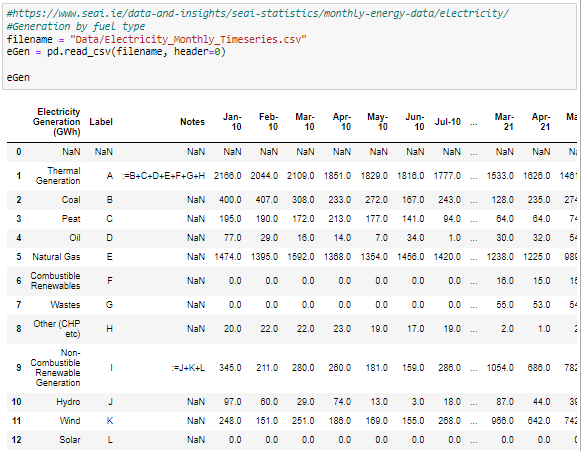 #https://www.seai.ie/data-and-insights/seai-statistics/monthly-energy-data/electricity/
#Generation by fuel type
filename = "Data/Electricity_Monthly_Timeseries.csv"
eGen = pd.read_csv(filename, header=0)
eGen
Electricity Generation (GWh) Label Notes Jan-10 Feb-10 Mar-10 Apr-10 May-10 Jun-10 Jul-10 ... Mar-21 Apr-21
0 NaN NaN NaN NaN NaN NaN NaN NaN NaN NaN ... NaN NaN
1 Thermal Generation A :=B+C+D+E+F+G+H 2166.0 2044.0 2109.0 1851.0 1829.0 1816.0 1777.0 ... 1533.0 1626.0
2 Coal B NaN 400.0 407.0 308.0 233.0 272.0 167.0 243.0 ... 128.0 235.0
3 Peat C NaN 195.0 190.0 172.0 213.0 177.0 141.0 94.0 ... 64.0 64.0
4 Oil D NaN 77.0 29.0 16.0 14.0 7.0 34.0 1.0 ... 30.0 32.0
5 Natural Gas E NaN 1474.0 1395.0 1592.0 1368.0 1354.0 1456.0 1420.0 ... 1238.0 1225.0
6 Combustible Renewables F NaN 0.0 0.0 0.0 0.0 0.0 0.0 0.0 ... 16.0 15.0
7 Wastes G NaN 0.0 0.0 0.0 0.0 0.0 0.0 0.0 ... 55.0 53.0
8 Other (CHP etc) H NaN 20.0 22.0 22.0 23.0 19.0 17.0 19.0 ... 2.0 1.0
9 Non-Combustible Renewable Generation I :=J+K+L 345.0 211.0 280.0 260.0 181.0 159.0 286.0 ... 1054.0 686.0
10 Hydro J NaN 97.0 60.0 29.0 74.0 13.0 3.0 18.0 ... 87.0 44.0
11 Wind K NaN 248.0 151.0 251.0 186.0 169.0 155.0 268.0 ... 966.0 642.0
12 Solar L NaN 0.0 0.0 0.0 0.0 0.0 0.0 0.0 ... 0.0 0.0